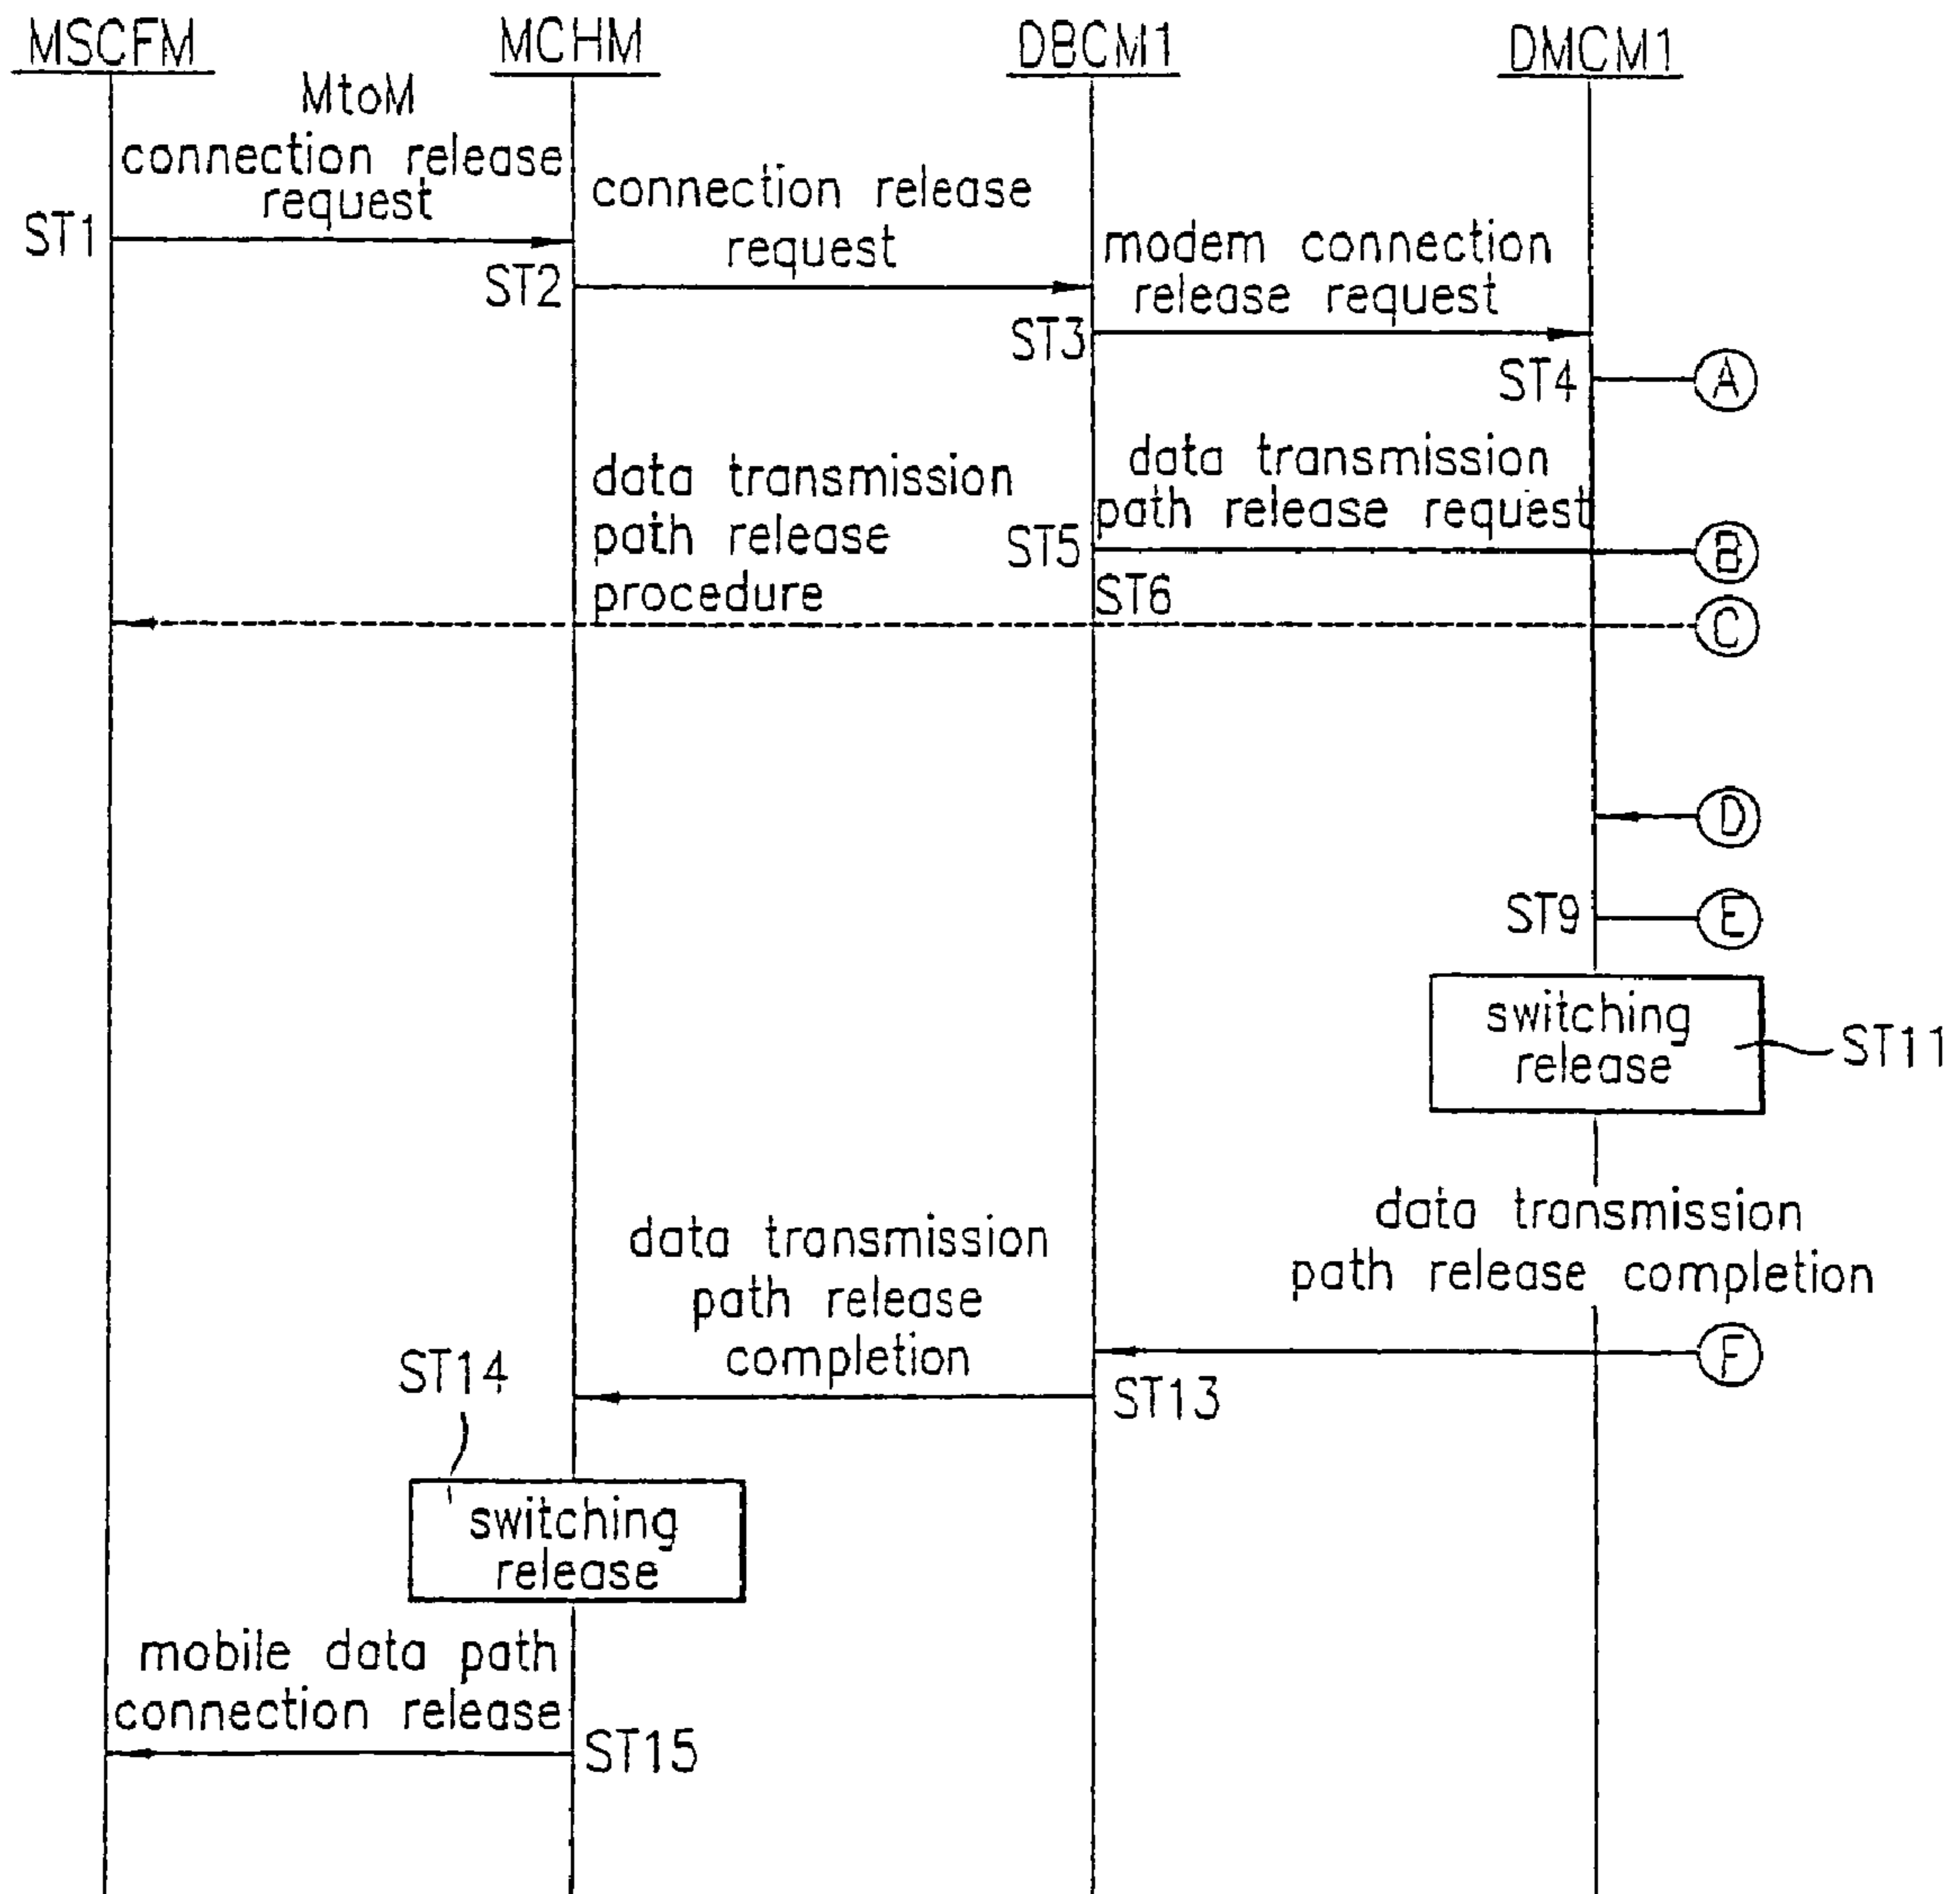 MSCFM
MCHM
DBCM1
DMCM1
MtoM
connection release
request
ST1
connection release
request
ST2
modem connection
release request
ST3
ST4
A
data transmission
path release
procedure
data transmission
path release request
ST5
B
ST6
C
D
ST9
E
switching
release
ST11
data transmission
path release completion
F
data transmission
path release
completion
ST13
ST14
switching
release
mobile data path
connection release
ST15